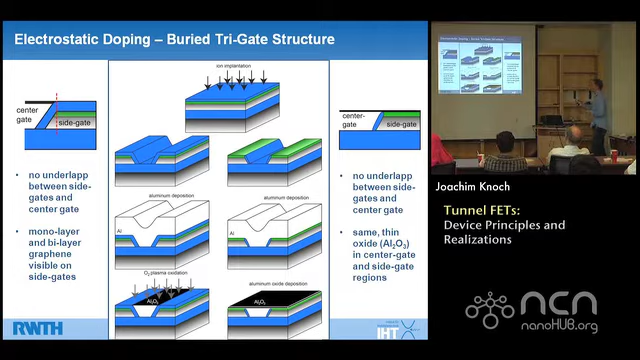 Electrostatic Doping – Buried Tri-Gate Structure
ion implantation
center
gate
side-gate
center-
gate
side-gate
• no underlapp
between side-
gates and center
gate
• mono-layer
and bi-layer
graphene
visible on
side-gates
aluminum deposition
aluminum deposition
Al
Al
O₂ plasma oxidation
aluminum oxide deposition
Al₂O₃
Al₂O₃
• no underlapp
between side-
gates and center
gate
• same, thin
oxide (Al₂O₃)
in center-gate
and side-gate
regions
RWTH
IHT
Joachim Knoch
Tunnel FETs:
Device Principles and
Realizations
ncn
nanoHUB.org